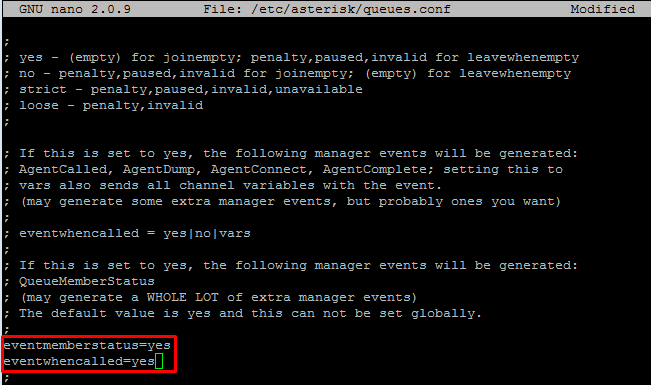 GNU nano 2.0.9 File: /etc/asterisk/queues.conf Modified
;
; yes - (empty) for joinempty; penalty,paused,invalid for leavewhenempty
; no - penalty,paused,invalid for joinempty; (empty) for leavewhenempty
; strict - penalty,paused,invalid,unavailable
; loose - penalty,invalid
;
; If this is set to yes, the following manager events will be generated:
; AgentCalled, AgentDump, AgentConnect, AgentComplete; setting this to
; vars also sends all channel variables with the event.
; (may generate some extra manager events, but probably ones you want)
;
; eventwhencalled = yes|no|vars
;
; If this is set to yes, the following manager events will be generated:
; QueueMemberStatus
; (may generate a WHOLE LOT of extra manager events)
; The default value is yes and this can not be set globally.
;
eventmemberstatus=yes
eventwhencalled=yes
;